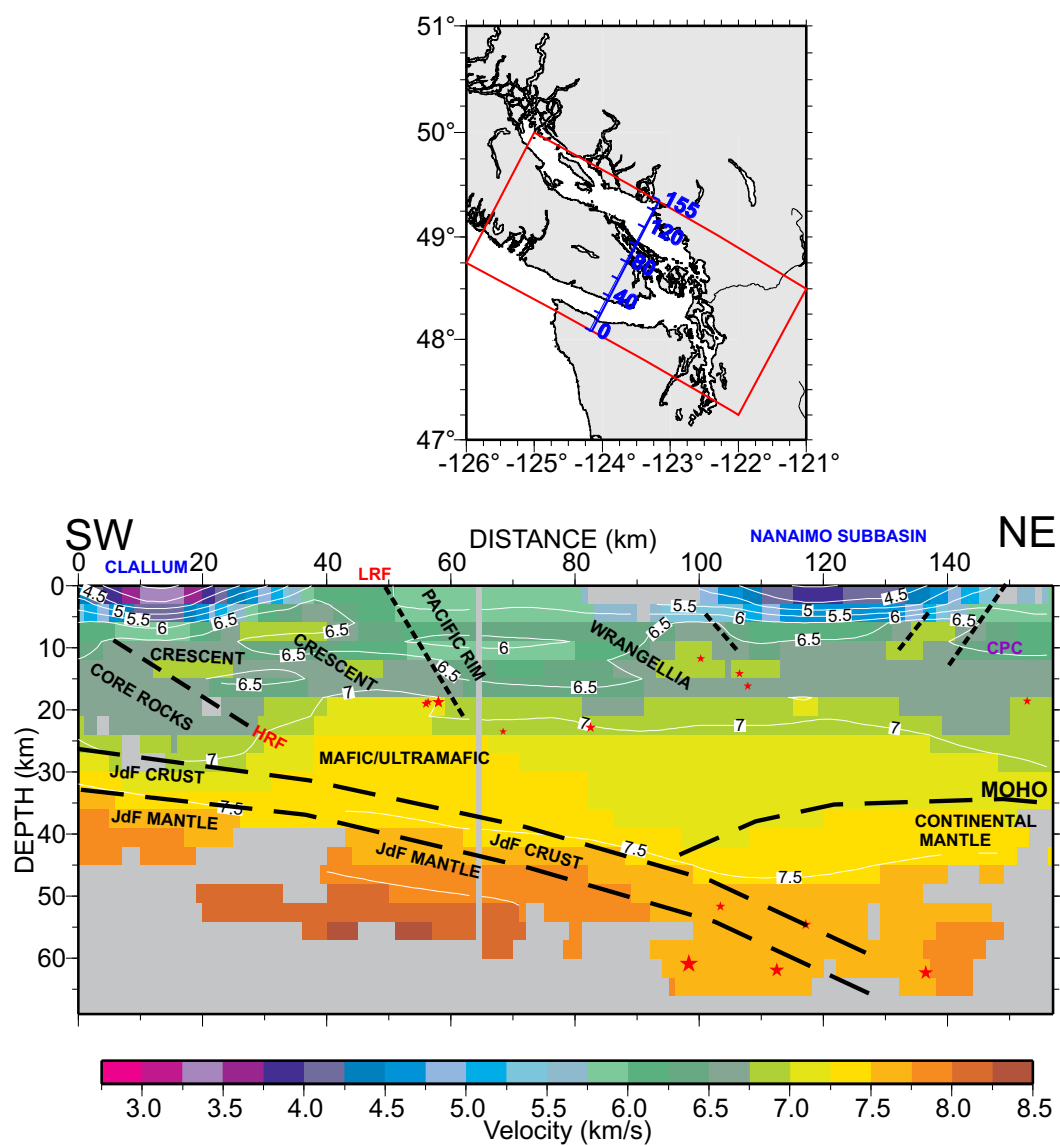 51°
50°
49°
48°
47°
-126° -125° -124° -123° -122° -121°
155
120
80
40
0
SW
DISTANCE (km)
NANAIMO SUBBASIN
NE
0 20 40 60 80 100 120 140
CLALLUM
LRF
0
10
20
30
40
50
60
DEPTH (km)
4.5
5
5.5
6
6.5
6.5
6.5
6.5
7
7
6
6.5
6.5
6.5
5.5
6
5
5.5
4.5
6
6.5
6.5
7
7
7
7.5
7.5
7.5
PACIFIC RIM
WRANGELLIA
CPC
CRESCENT
CRESCENT
CORE ROCKS
HRF
MAFIC/ULTRAMAFIC
JdF CRUST
JdF MANTLE
JdF CRUST
JdF MANTLE
MOHO
CONTINENTAL
MANTLE
3.0 3.5 4.0 4.5 5.0 5.5 6.0 6.5 7.0 7.5 8.0 8.5
Velocity (km/s)